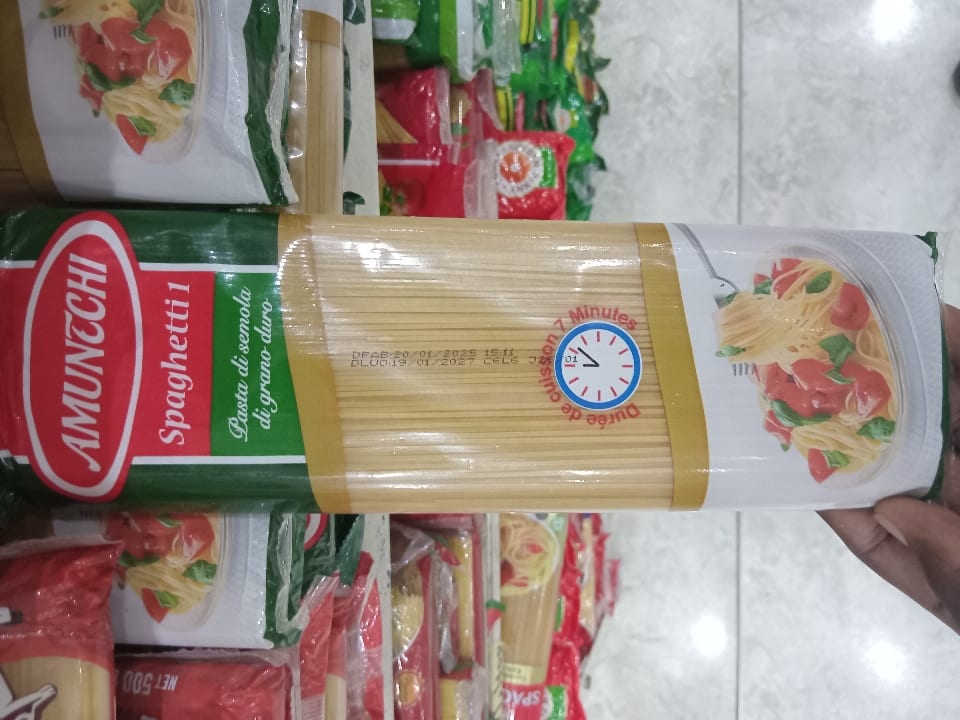 AMUNECHI
Spaghetti 1
Pasta di semola
di grano duro
DFAB:20/01/2025 15:11
DLUO:19/01/2027
Durée de cuisson 7 Minutes
NET 500